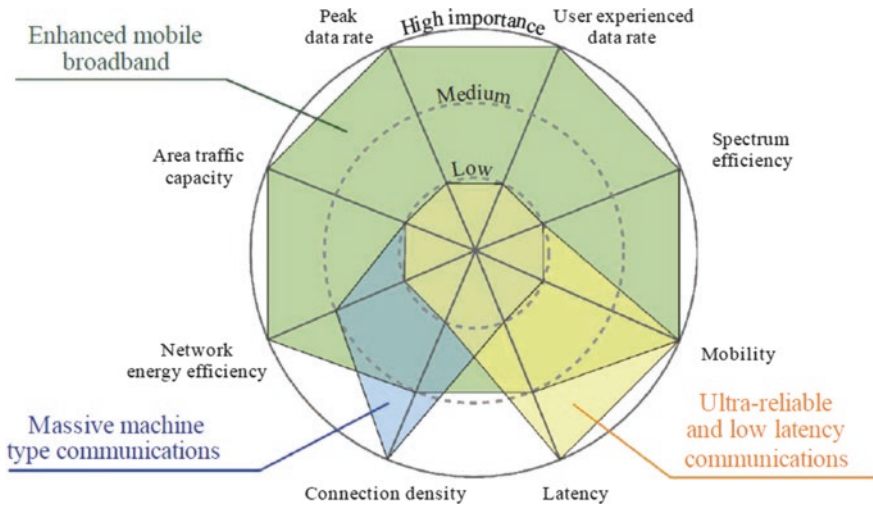 Peak
data rate
High importance
User experienced
data rate
Enhanced mobile
broadband
Medium
Area traffic
capacity
Low
Spectrum
efficiency
Network
energy efficiency
Mobility
Massive machine
type communications
Ultra-reliable
and low latency
communications
Connection density
Latency